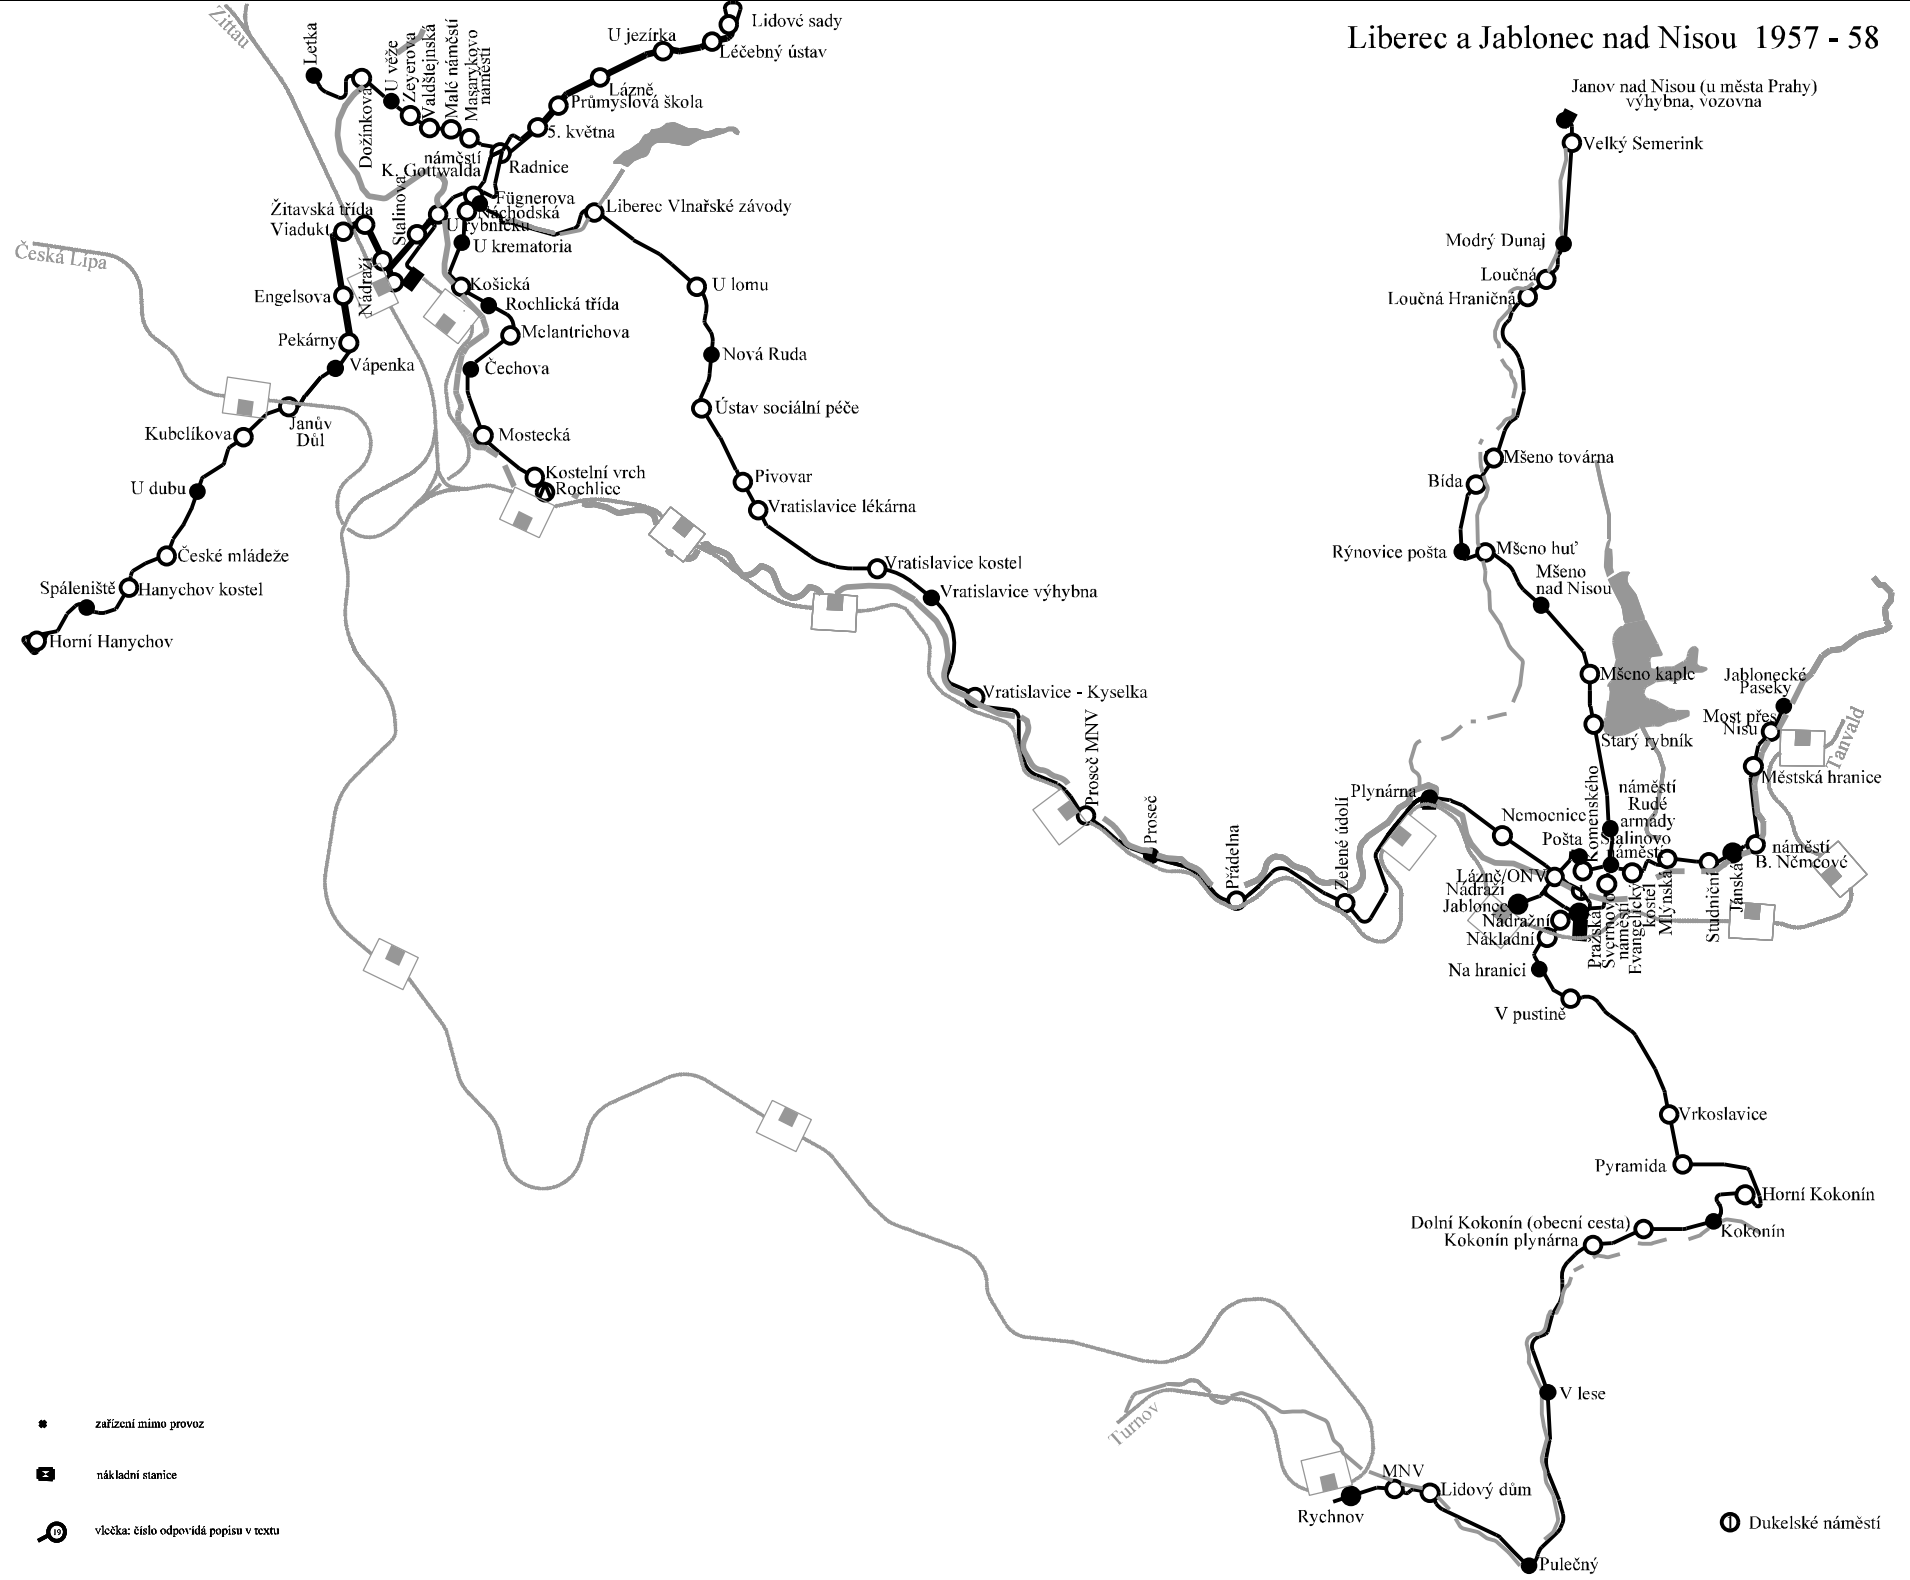 Liberec a Jablonec nad Nisou 1957 - 58
Zittau
Letka
Dožínkova
U věže
Zeyerova
Valdštejnská
Malé náměstí
Masarykovo
náměstí
U jezírka
Lidové sady
Léčebný ústav
Lázně
Průmyslová škola
5. května
náměstí
K. Gottwalda
Radnice
Fügnerova
Náchodská
U rybníčku
U krematoria
Stalinova
Žitavská třída
Viadukt
Nádraží
Engelsova
Pekárny
Vápenka
Česká Lípa
Janův
Důl
Kubelíkova
U dubu
České mládeže
Hanychov kostel
Spáleniště
Horní Hanychov
Košická
Rochlická třída
Melantrichova
Čechova
Mostecká
Kostelní vrch
Rochlice
Liberec Vlnařské závody
U lomu
Nová Ruda
Ústav sociální péče
Pivovar
Vratislavice lékárna
Vratislavice kostel
Vratislavice výhybna
Vratislavice - Kyselka
Proseč MNV
Proseč
Přádelna
Zelené údolí
Plynárna
Nemocnice
Pošta
Lázně/ONV
Nádraží
Jablonec
Nádražní
Nákladní
Na hranici
V pustině
Janov nad Nisou (u města Prahy)
výhybna, vozovna
Velký Semerink
Modrý Dunaj
Loučná
Loučná Hraničná
Mšeno továrna
Bída
Rýnovice pošta
Mšeno huť
Mšeno
nad Nisou
Mšeno kaple
Starý rybník
Komenského
náměstí
Rudé
armády
Stalinovo
náměstí
Pražská
Švermovo
náměstí
Evangelický
kostel
Mlýnská
Studniční
Jánská
náměstí
B. Němcové
Městská hranice
Most přes
Nisu
Jablonecké
Paseky
Tanvald
Vrkoslavice
Pyramida
Horní Kokonín
Kokonín
Dolní Kokonín (obecní cesta)
Kokonín plynárna
V lese
Pulečný
Lidový dům
MNV
Rychnov
Turnov
zařízení mimo provoz
nákladní stanice
19
vlečka: číslo odpovídá popisu v textu
Dukelské náměstí